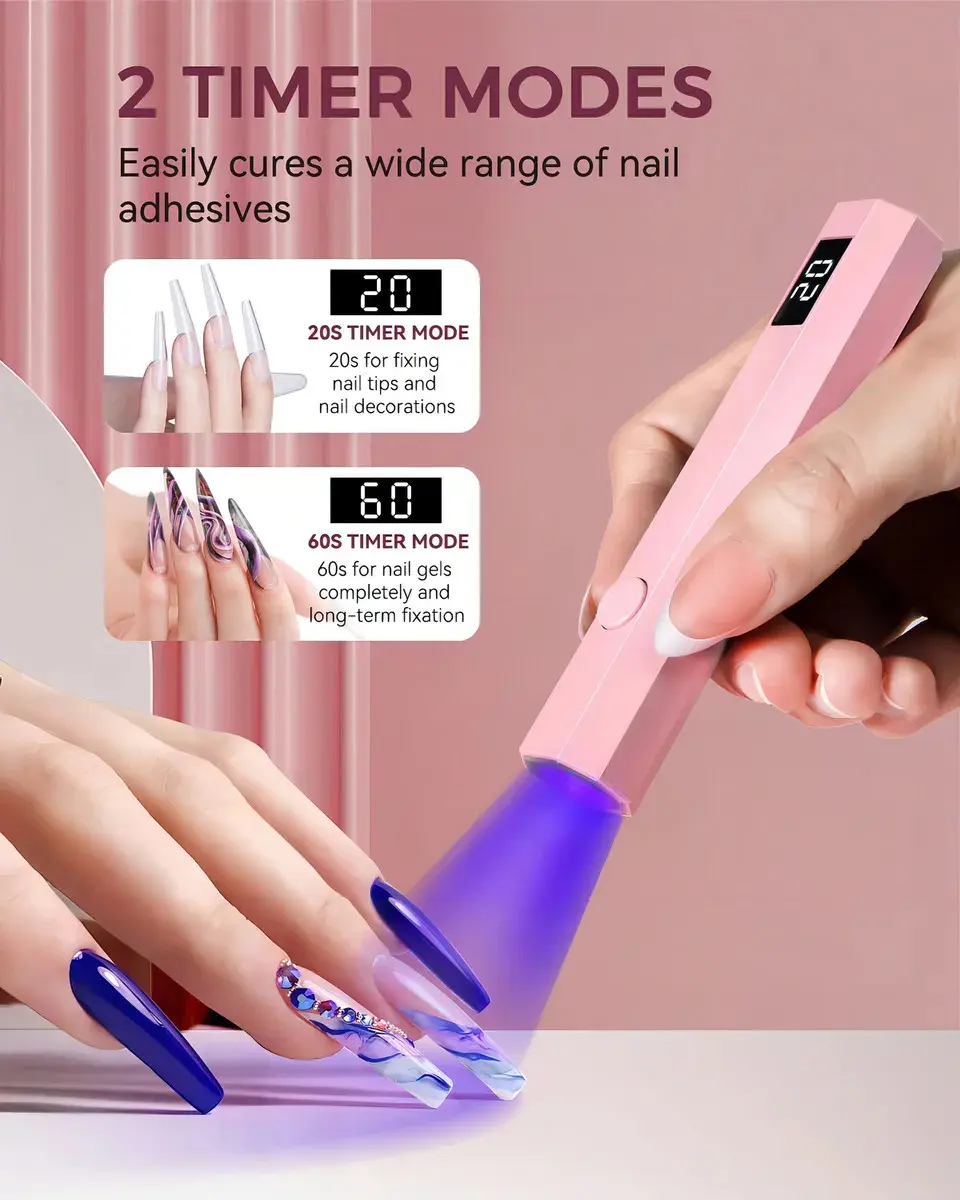 2 TIMER MODES
Easily cures a wide range of nail
adhesives
20
20S TIMER MODE
20s for fixing
nail tips and
nail decorations
60
60S TIMER MODE
60s for nail gels
completely and
long-term fixation
20